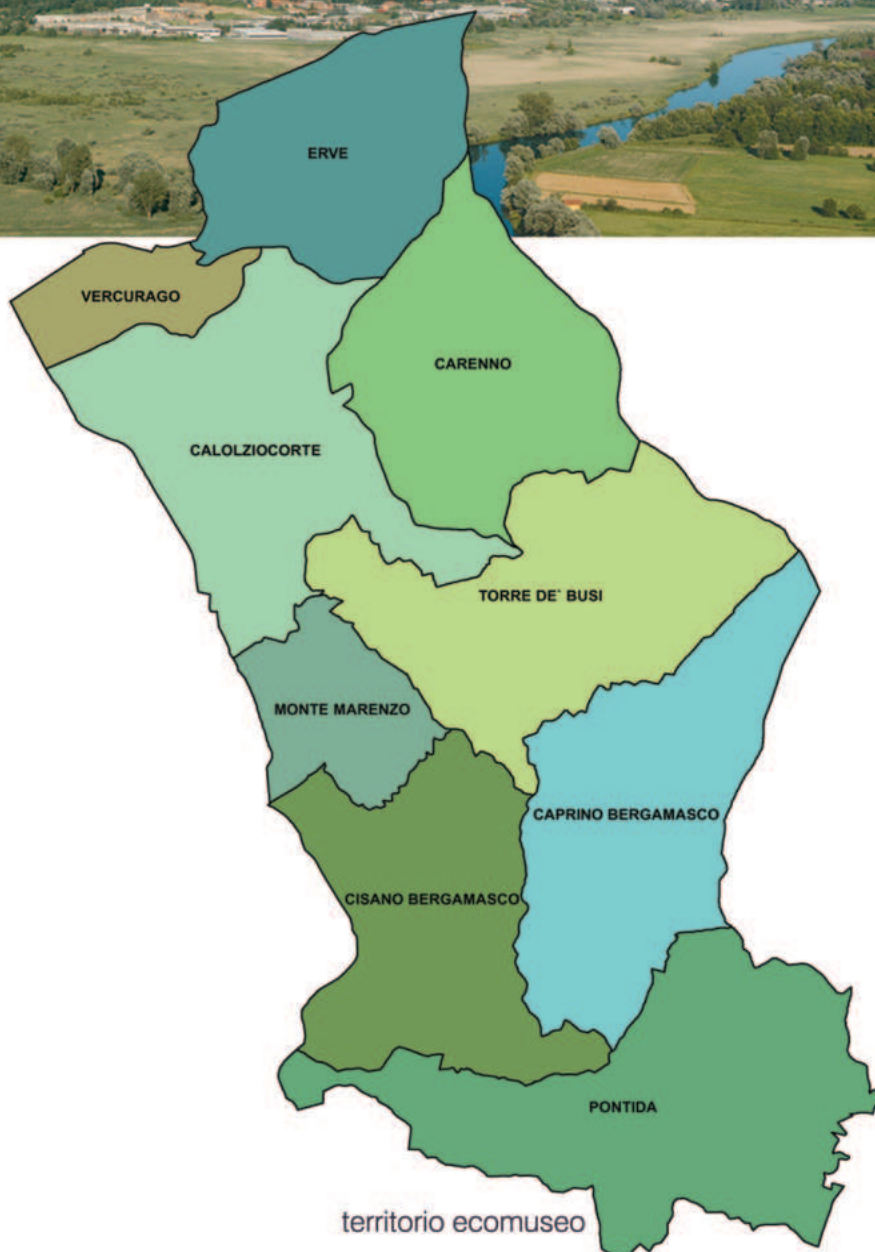 ERVE
VERCURAGO
CARENNO
CALOLZIOCORTE
TORRE DE` BUSI
MONTE MARENZO
CAPRINO BERGAMASCO
CISANO BERGAMASCO
PONTIDA
territorio ecomuseo